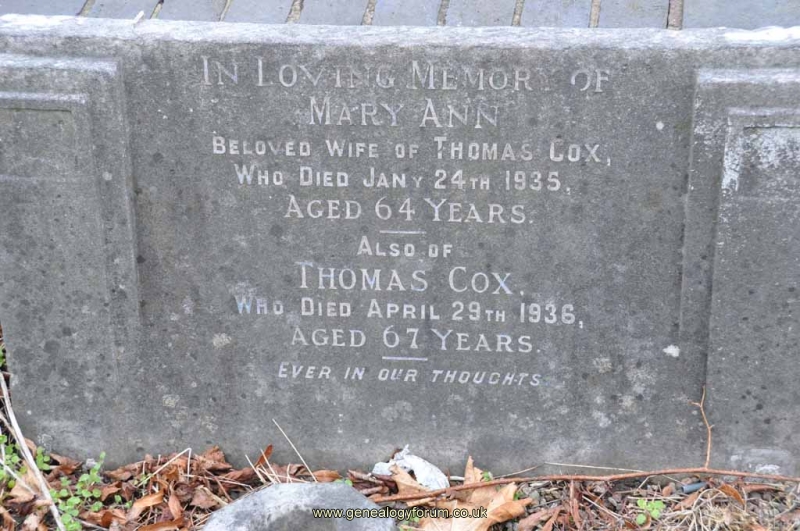 In Loving Memory of
Mary Ann
Beloved Wife of Thomas Cox,
Who Died Jany 24th 1935,
Aged 64 Years.
Also of
Thomas Cox,
Who Died April 29th 1936,
Aged 67 Years.
Ever in our thoughts
www.genealogyforum.co.uk